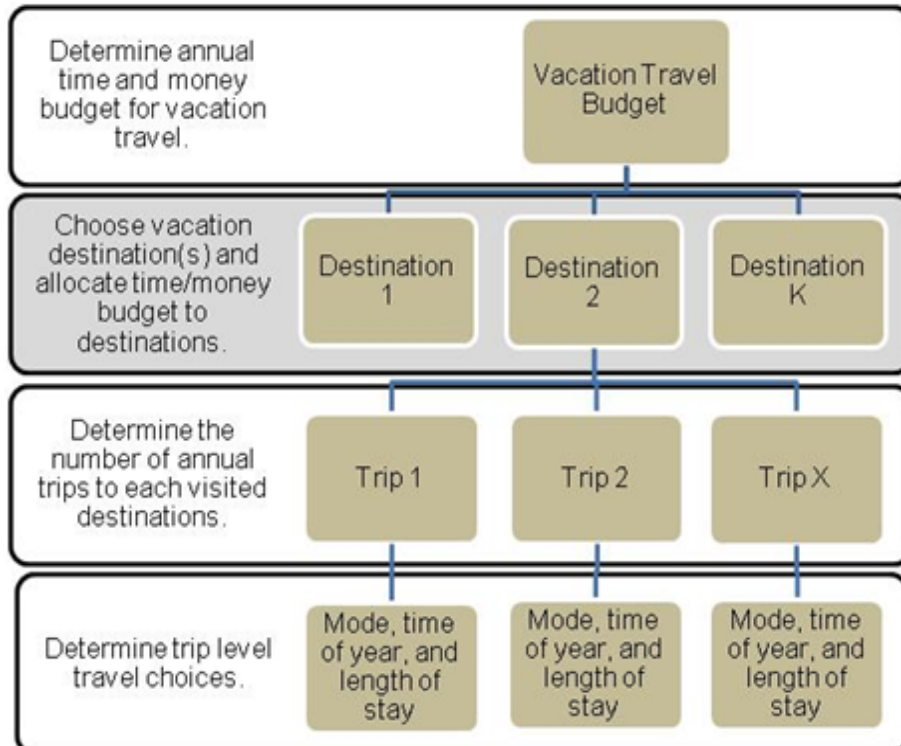 Determine annual
time and money
budget for vacation
travel.
Vacation Travel
Budget
Choose vacation
destination(s) and
allocate time/money
budget to
destinations.
Destination
1
Destination
2
Destination
K
Determine the
number of annual
trips to each visited
destinations.
Trip 1
Trip 2
Trip X
Determine trip level
travel choices.
Mode, time
of year, and
length of
stay
Mode, time
of year, and
length of
stay
Mode, time
of year, and
length of
stay